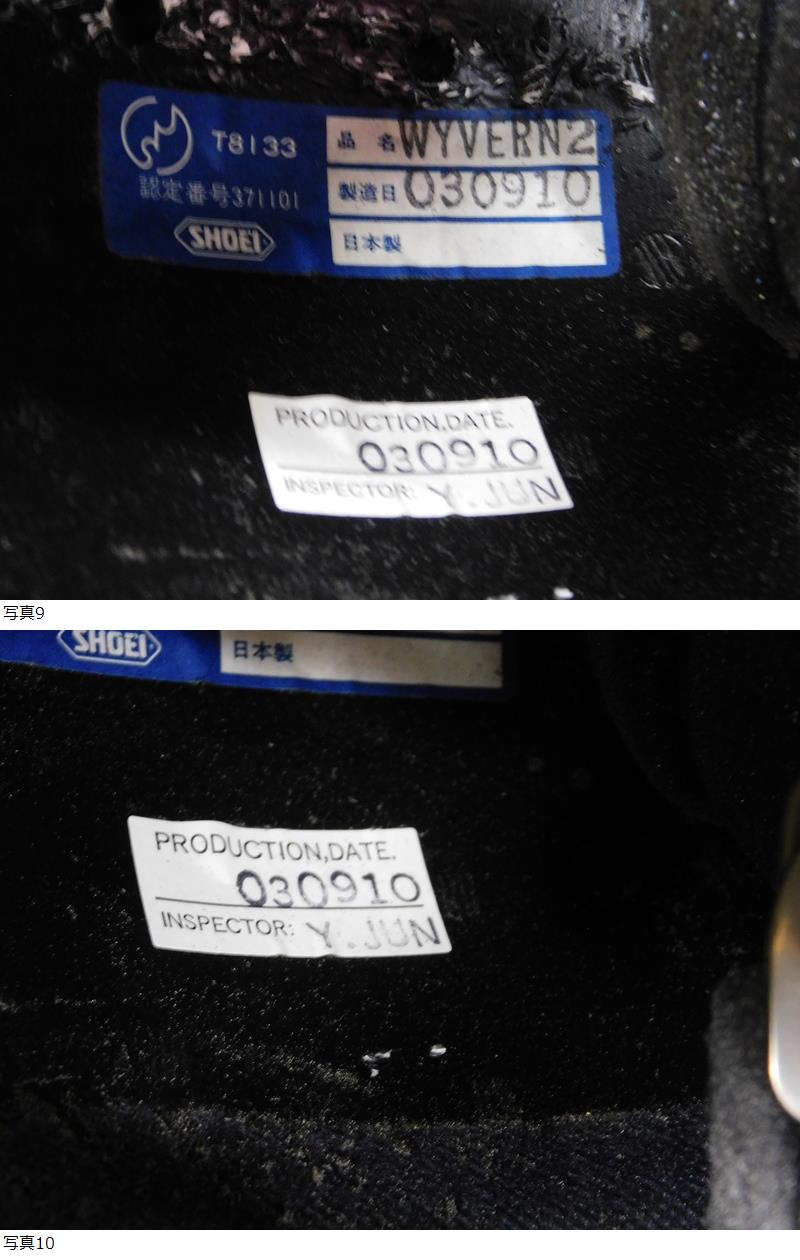 T8133
認定番号371101
SHOEI
品 名 WYVERN2
製造日 030910
日本製
PRODUCTION,DATE.
030910
INSPECTOR: Y.JUN
写真9
SHOEI
日本製
PRODUCTION,DATE.
030910
INSPECTOR: Y.JUN
写真10